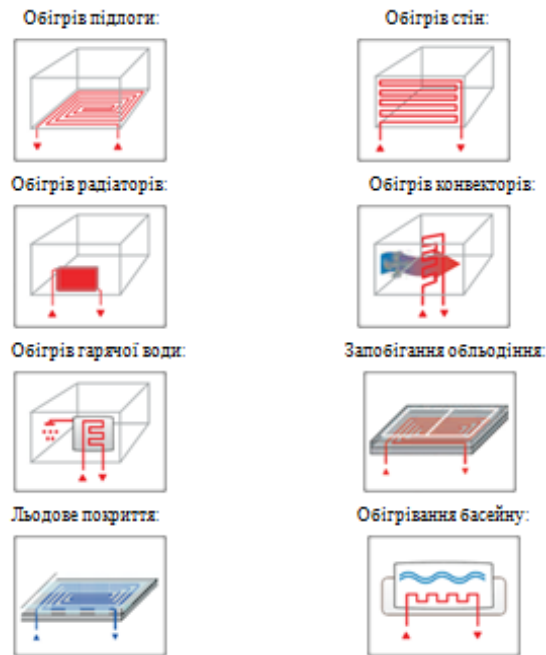 Обігрів підлоги:
Обігрів стін:
Обігрів радіаторів:
Обігрів конвекторів:
Обігрів гарячої води:
Запобігання обльодіння:
Льодове покриття:
Обігрівання басейну: